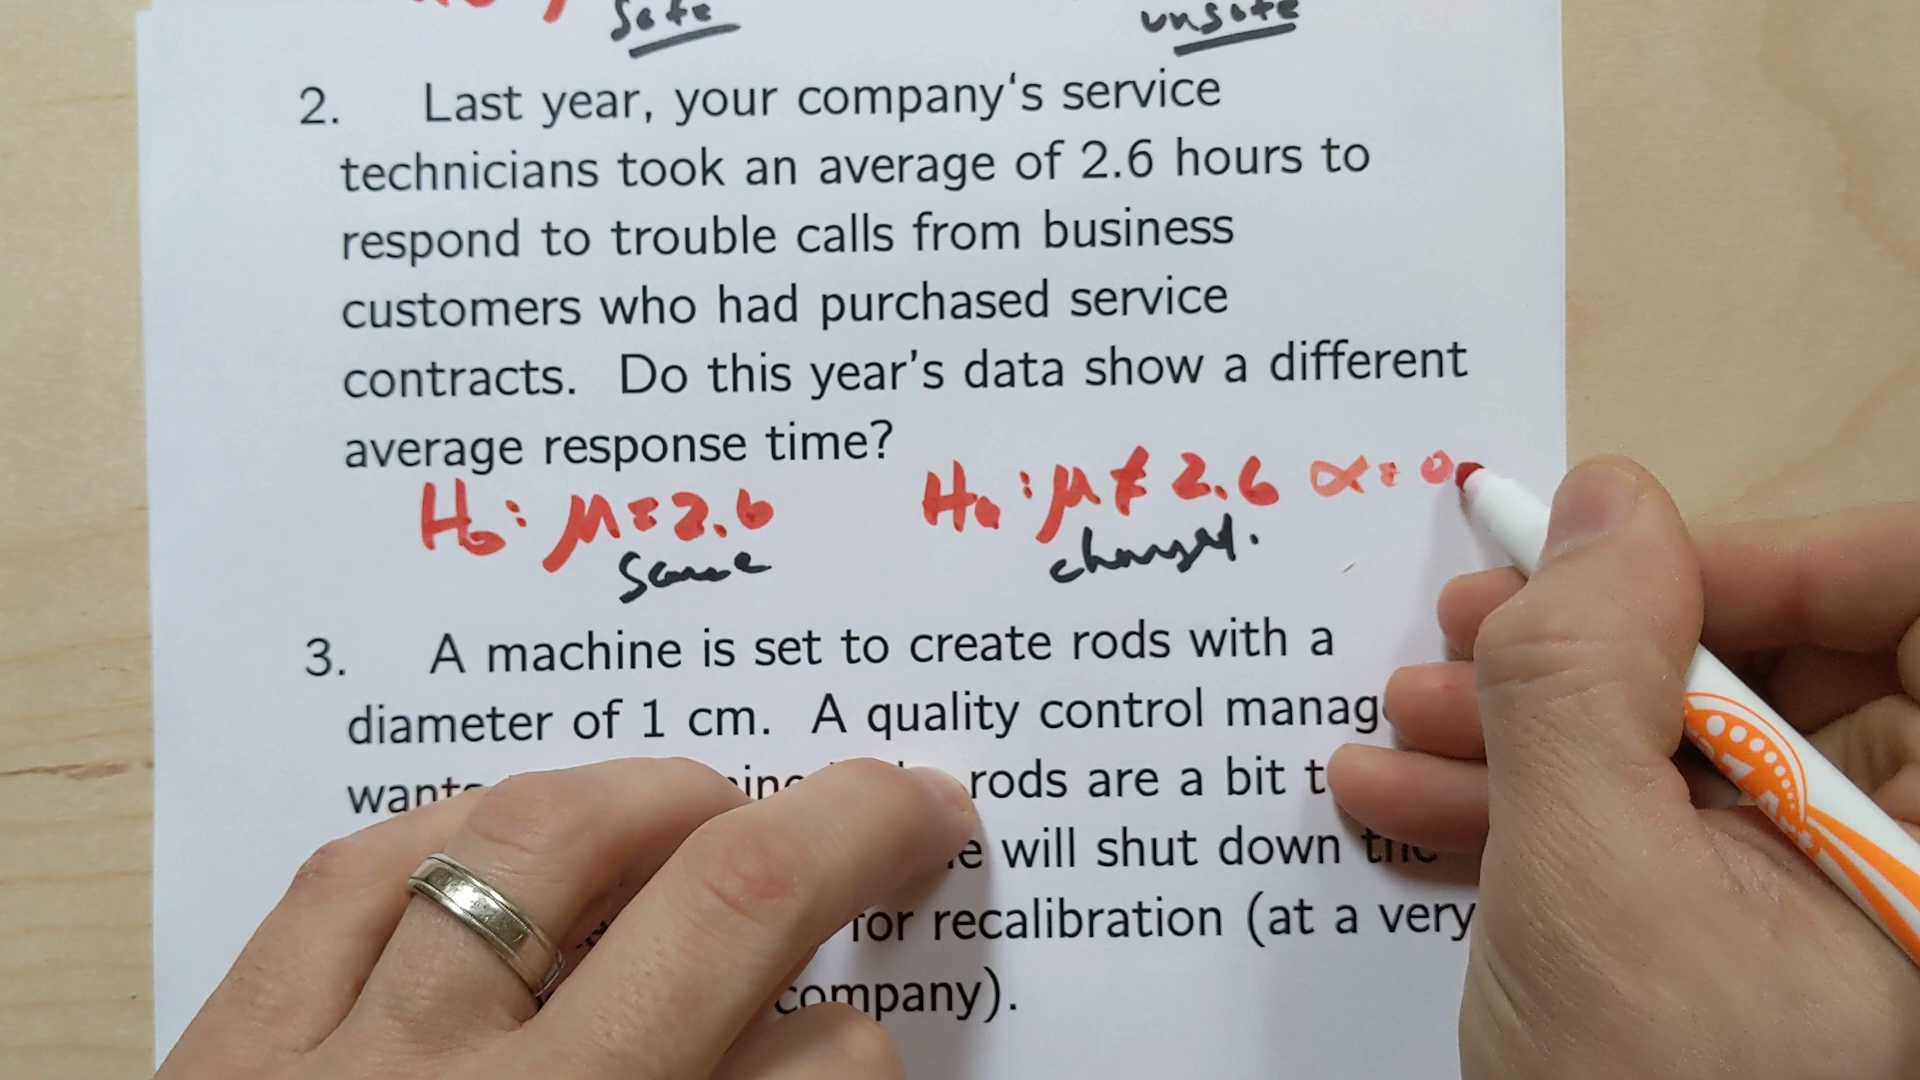 safe unsafe
2. Last year, your company's service
technicians took an average of 2.6 hours to
respond to trouble calls from business
customers who had purchased service
contracts. Do this year's data show a different
average response time?
H₀: μ = 2.6 Hₐ: μ ≠ 2.6 α = 0
Same changed.
3. A machine is set to create rods with a
diameter of 1 cm. A quality control manag
rods are a bit t
will shut down the
for recalibration (at a very
company).